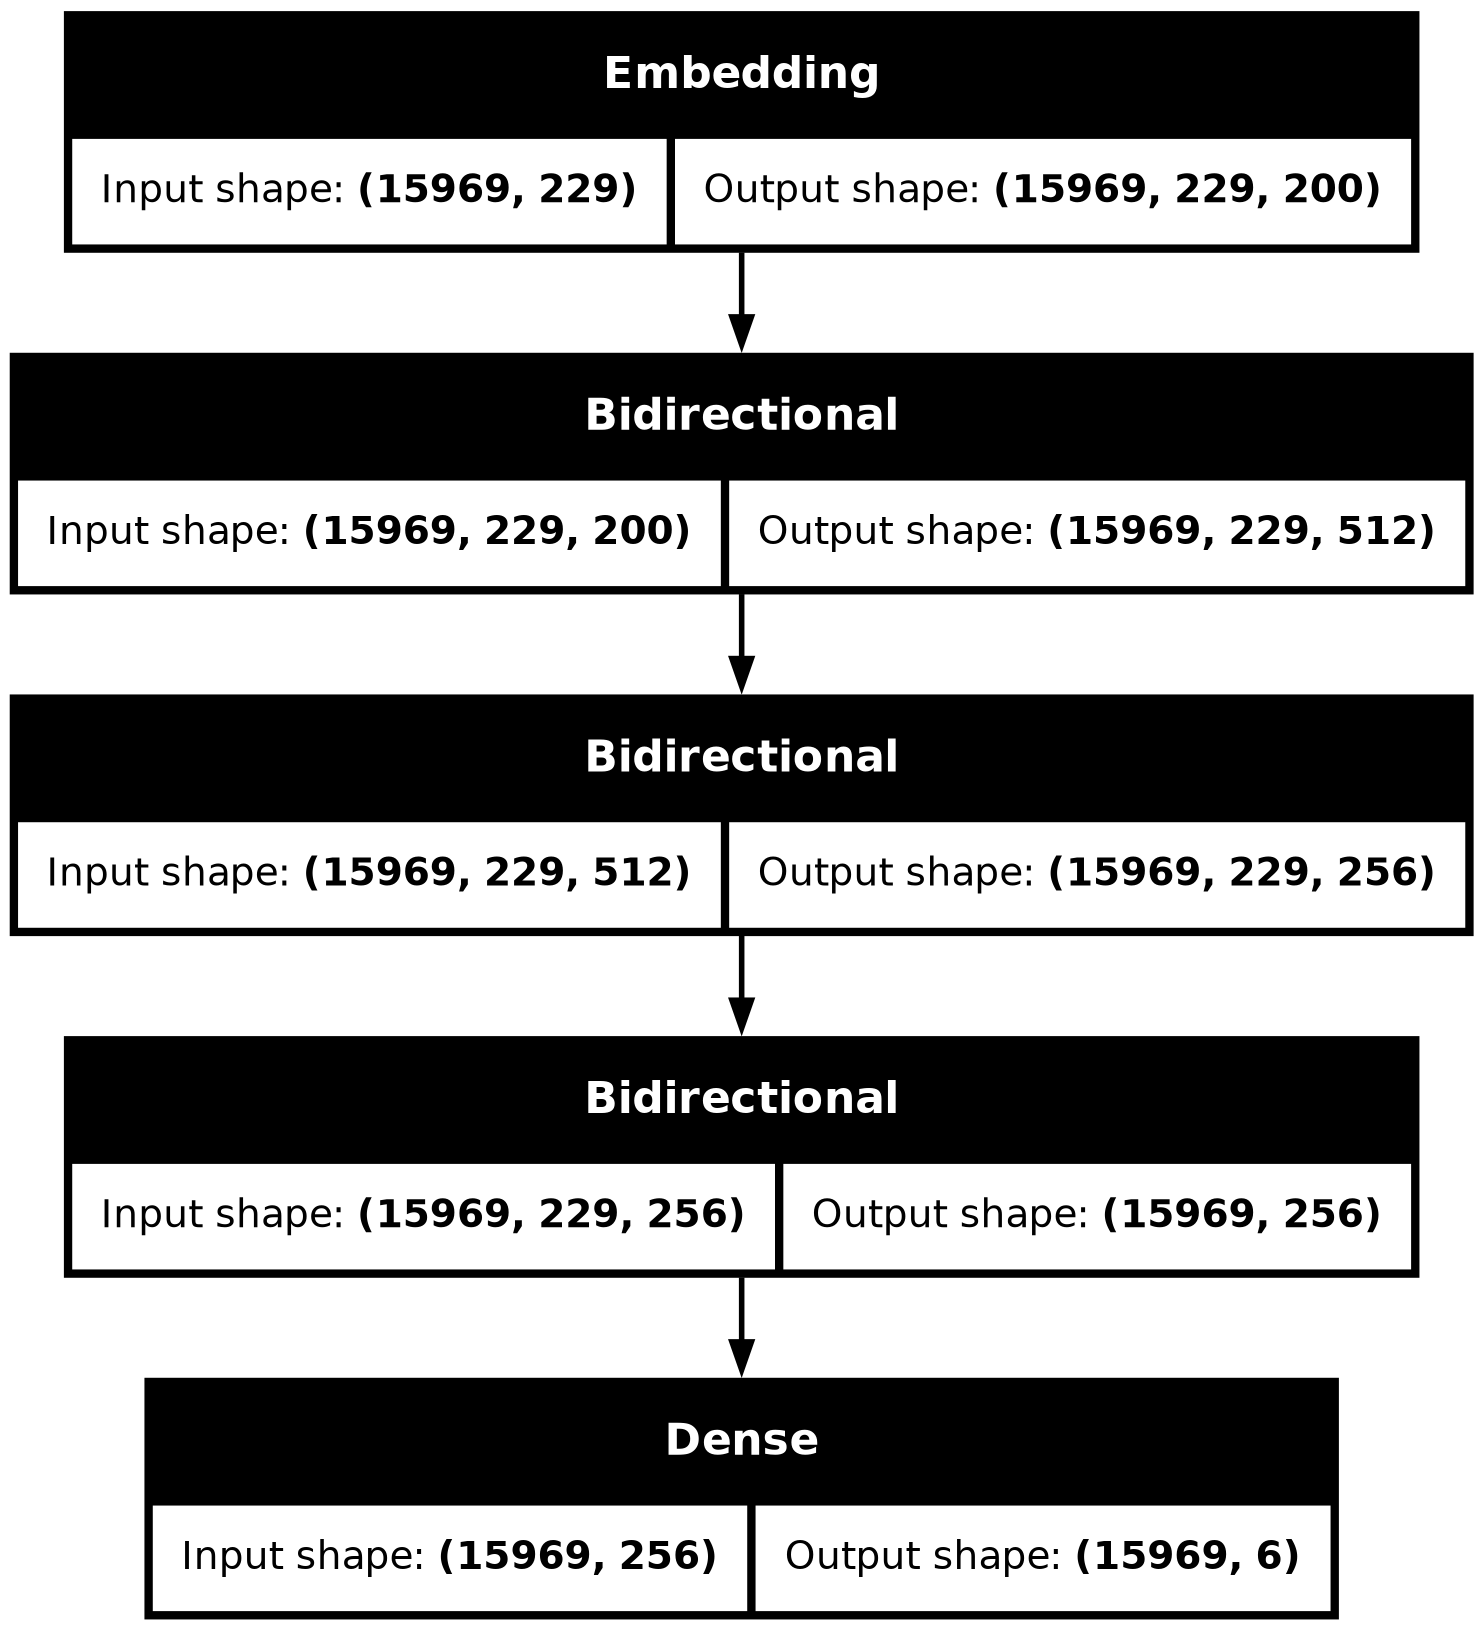 Embedding
Input shape: (15969, 229) Output shape: (15969, 229, 200)
Bidirectional
Input shape: (15969, 229, 200) Output shape: (15969, 229, 512)
Bidirectional
Input shape: (15969, 229, 512) Output shape: (15969, 229, 256)
Bidirectional
Input shape: (15969, 229, 256) Output shape: (15969, 256)
Dense
Input shape: (15969, 256) Output shape: (15969, 6)